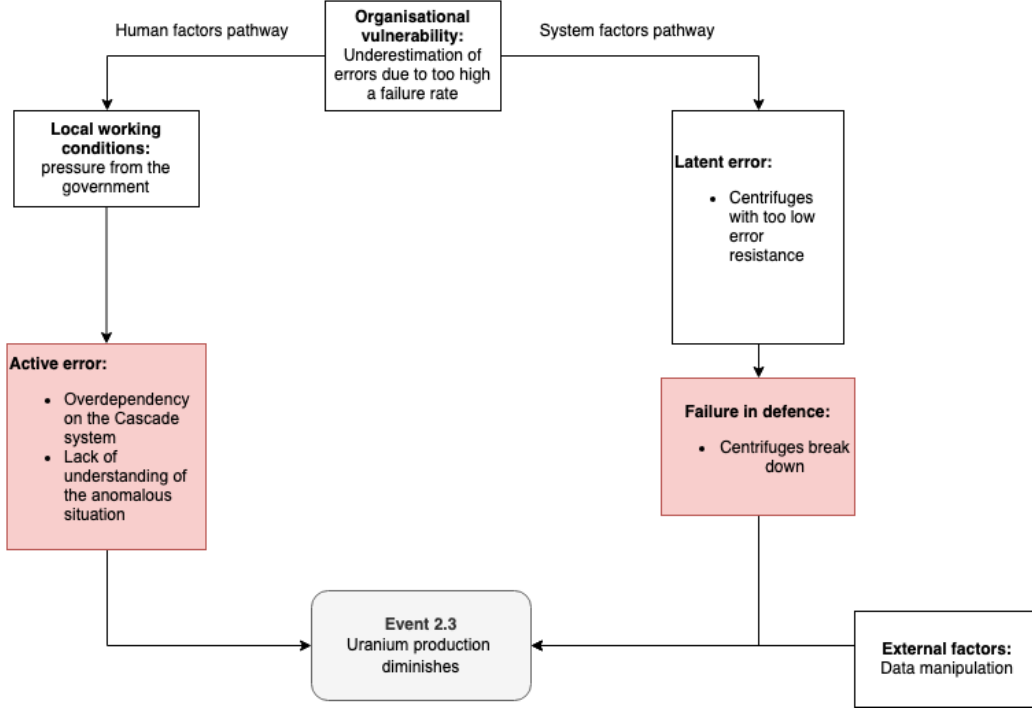 Human factors pathway
Organisational
vulnerability:
Underestimation of
errors due to too high
a failure rate
System factors pathway
Local working
conditions:
pressure from the
government
Latent error:
• Centrifuges
with too low
error
resistance
Active error:
• Overdependency
on the Cascade
system
• Lack of
understanding of
the anomalous
situation
Failure in defence:
• Centrifuges break
down
Event 2.3
Uranium production
diminishes
External factors:
Data manipulation